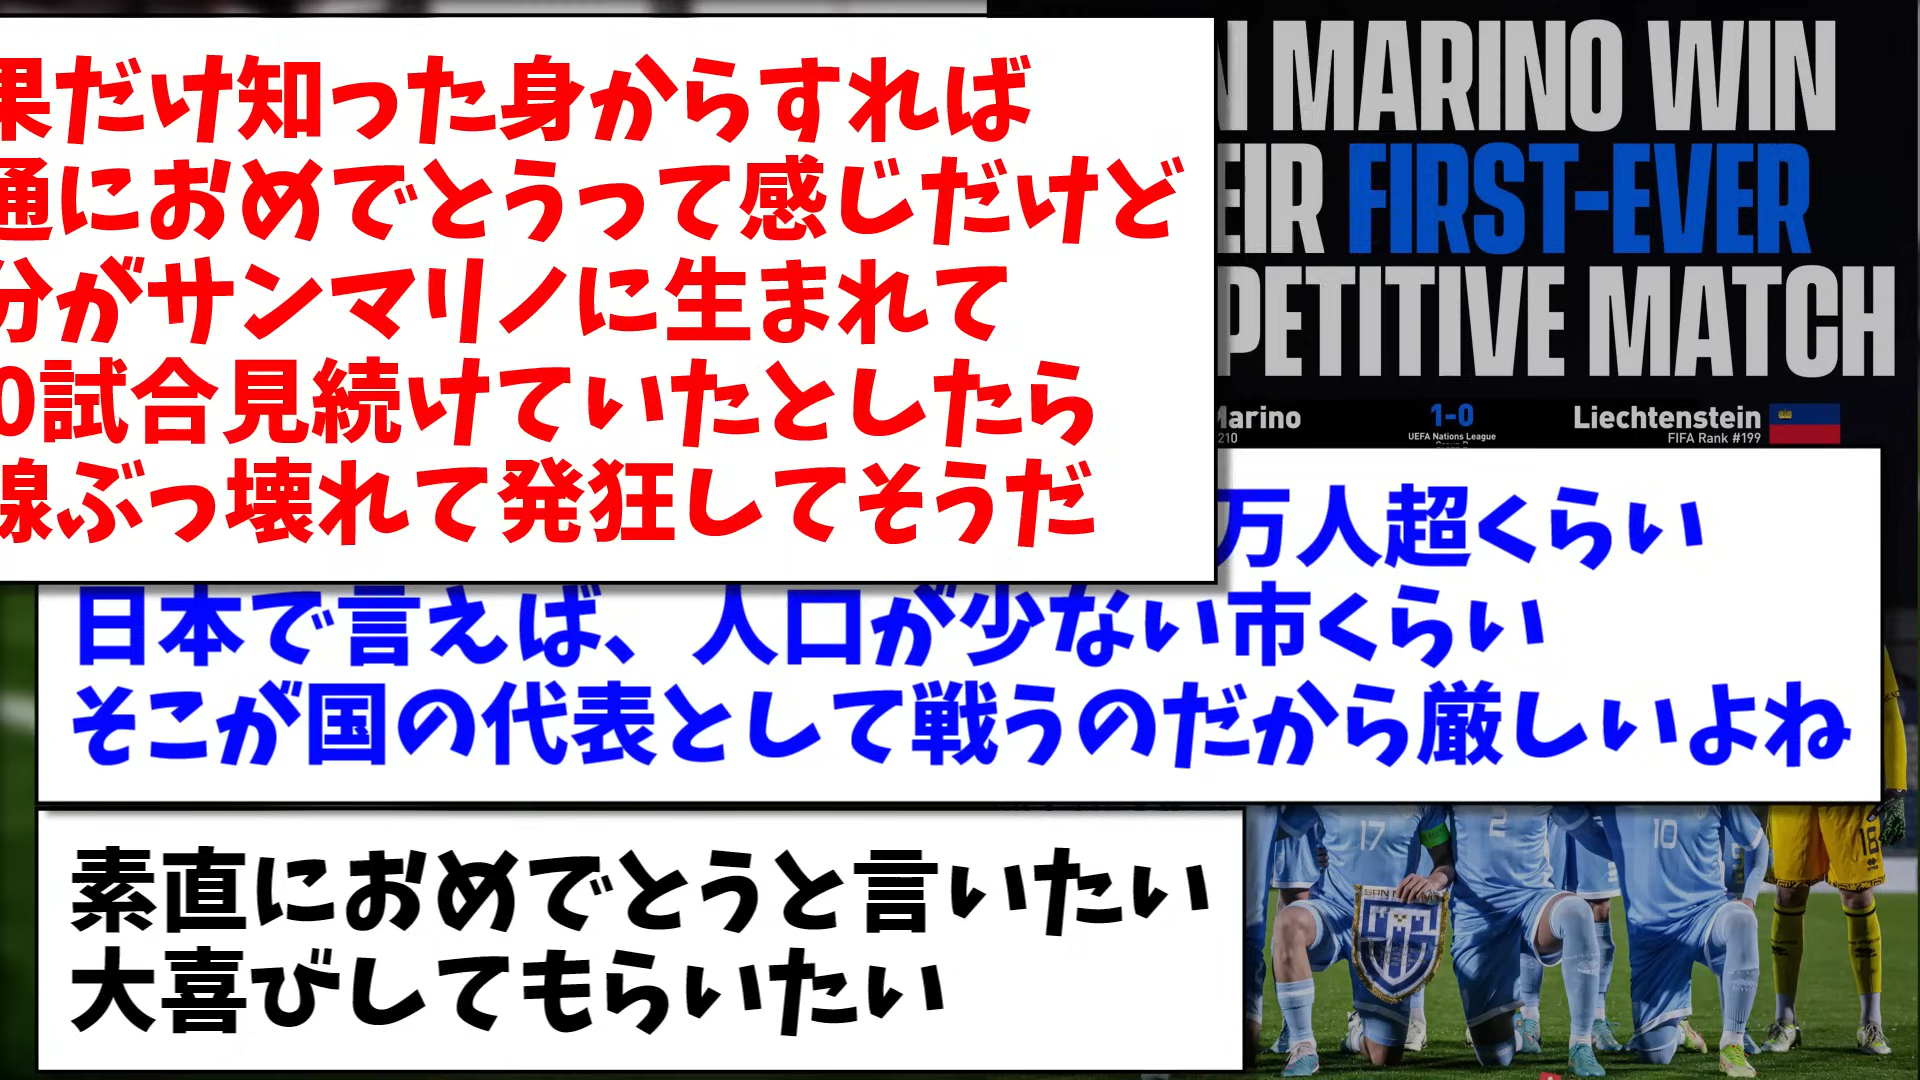 果だけ知った身からすれば
通におめでとうって感じだけど
分がサンマリノに生まれて
0試合見続けていたとしたら
線ぶっ壊れて発狂してそうだ
万人超くらい
日本で言えば、人口が少ない市くらい
そこが国の代表として戦うのだから厳しいよね
素直におめでとうと言いたい
大喜びしてもらいたい
N MARINO WIN
EIR FIRST-EVER
PETITIVE MATCH
Marino
210
1-0
UEFA Nations League
Liechtenstein
FIFA Rank #199
17
2
10
18
SAN MARINO